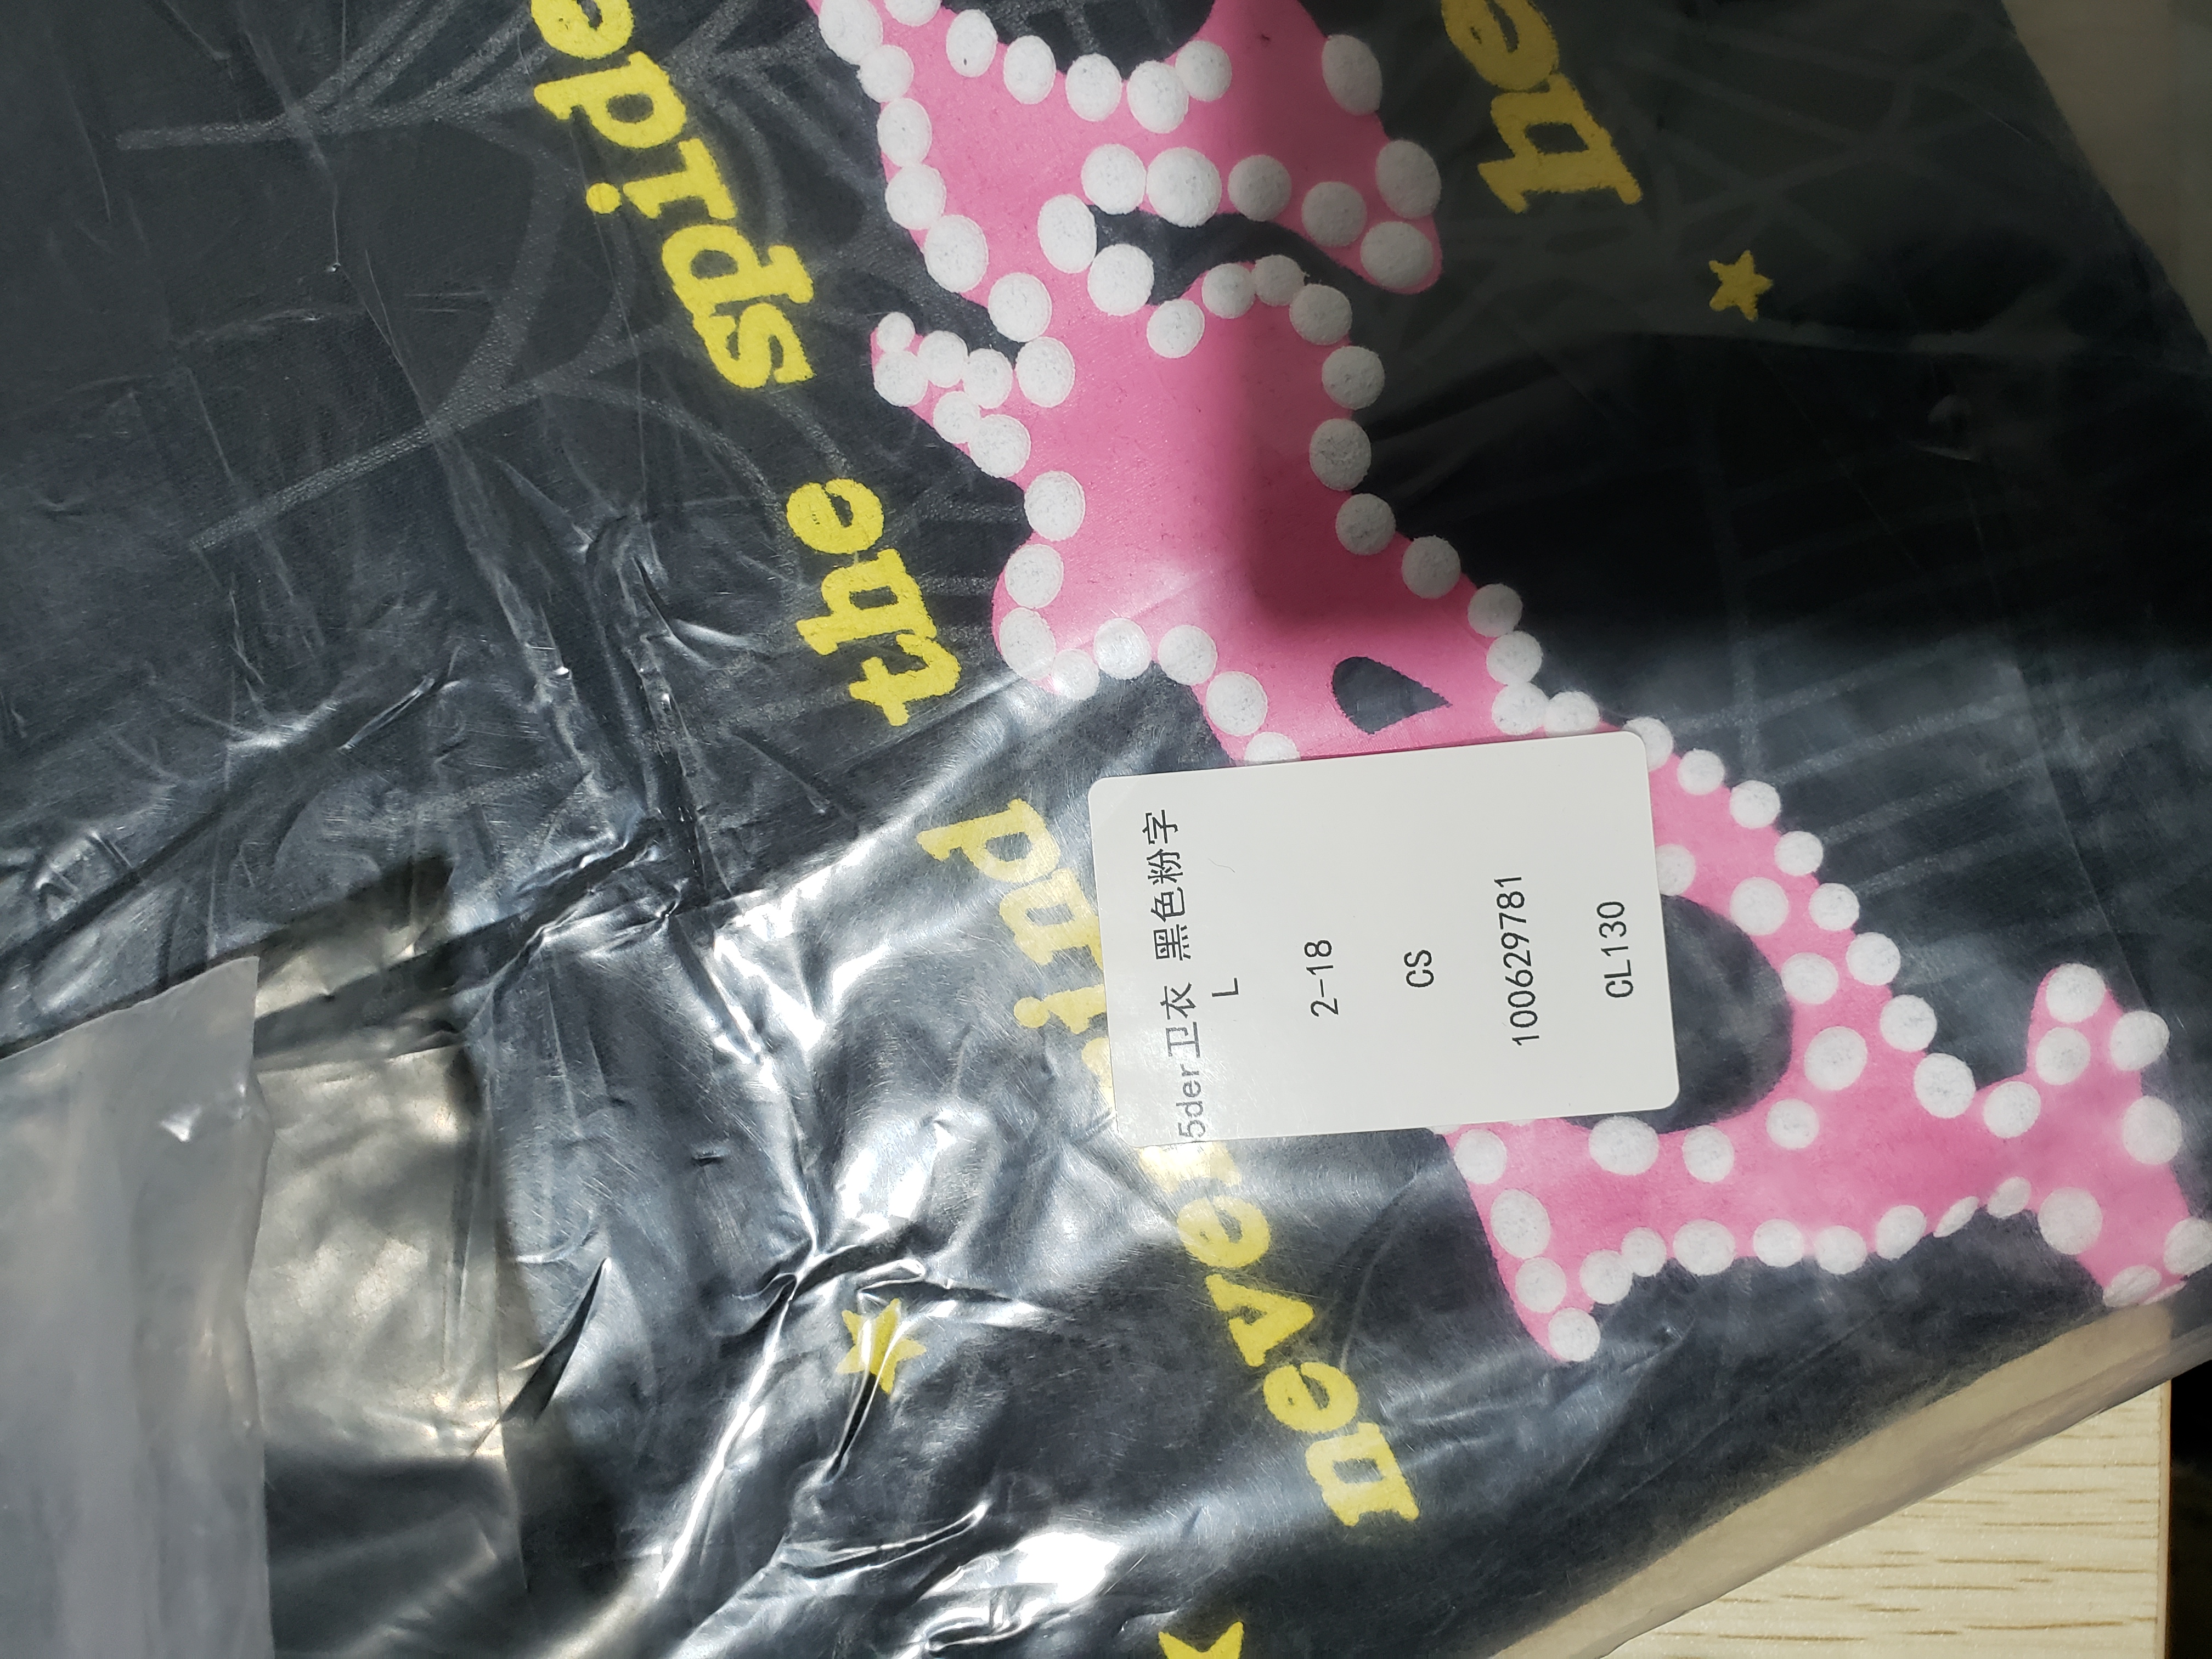 5der卫衣 黑色粉字
L
2-18
CS
100629781
CL130
never
mind
the
spide
he